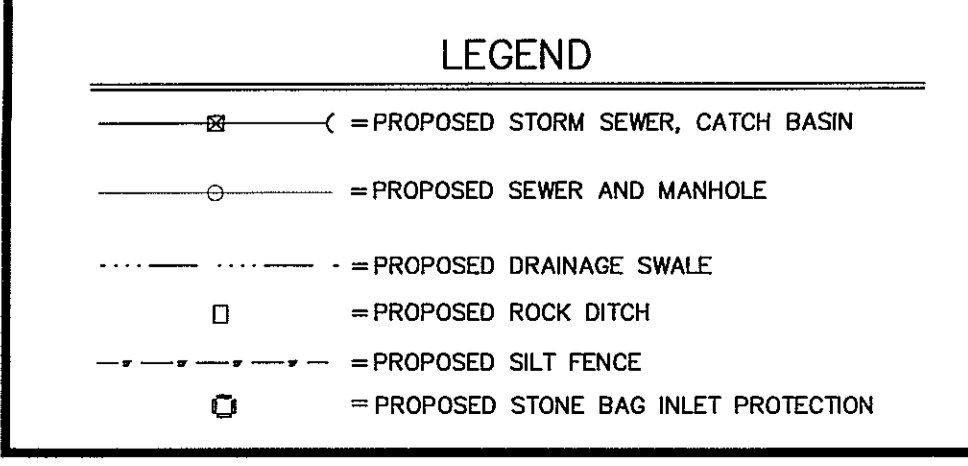 LEGEND
=PROPOSED STORM SEWER, CATCH BASIN
=PROPOSED SEWER AND MANHOLE
=PROPOSED DRAINAGE SWALE
=PROPOSED ROCK DITCH
=PROPOSED SILT FENCE
=PROPOSED STONE BAG INLET PROTECTION